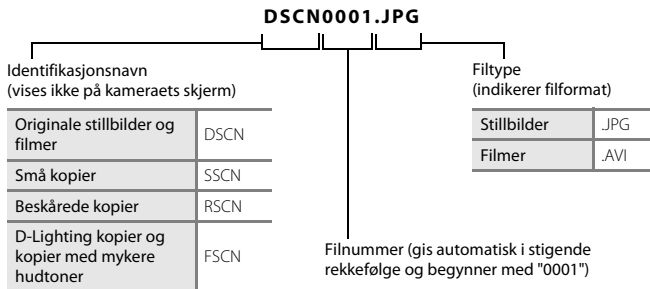 DSCN0001.JPG
Identifikasjonsnavn
(vises ikke på kameraets skjerm)
Originale stillbilder og
filmer
DSCN
Små kopier
SSCN
Beskårede kopier
RSCN
D-Lighting kopier og
kopier med mykere
hudtoner
FSCN
Filnummer (gis automatisk i stigende
rekkefølge og begynner med "0001")
Filtype
(indikerer filformat)
Stillbilder
.JPG
Filmer
.AVI